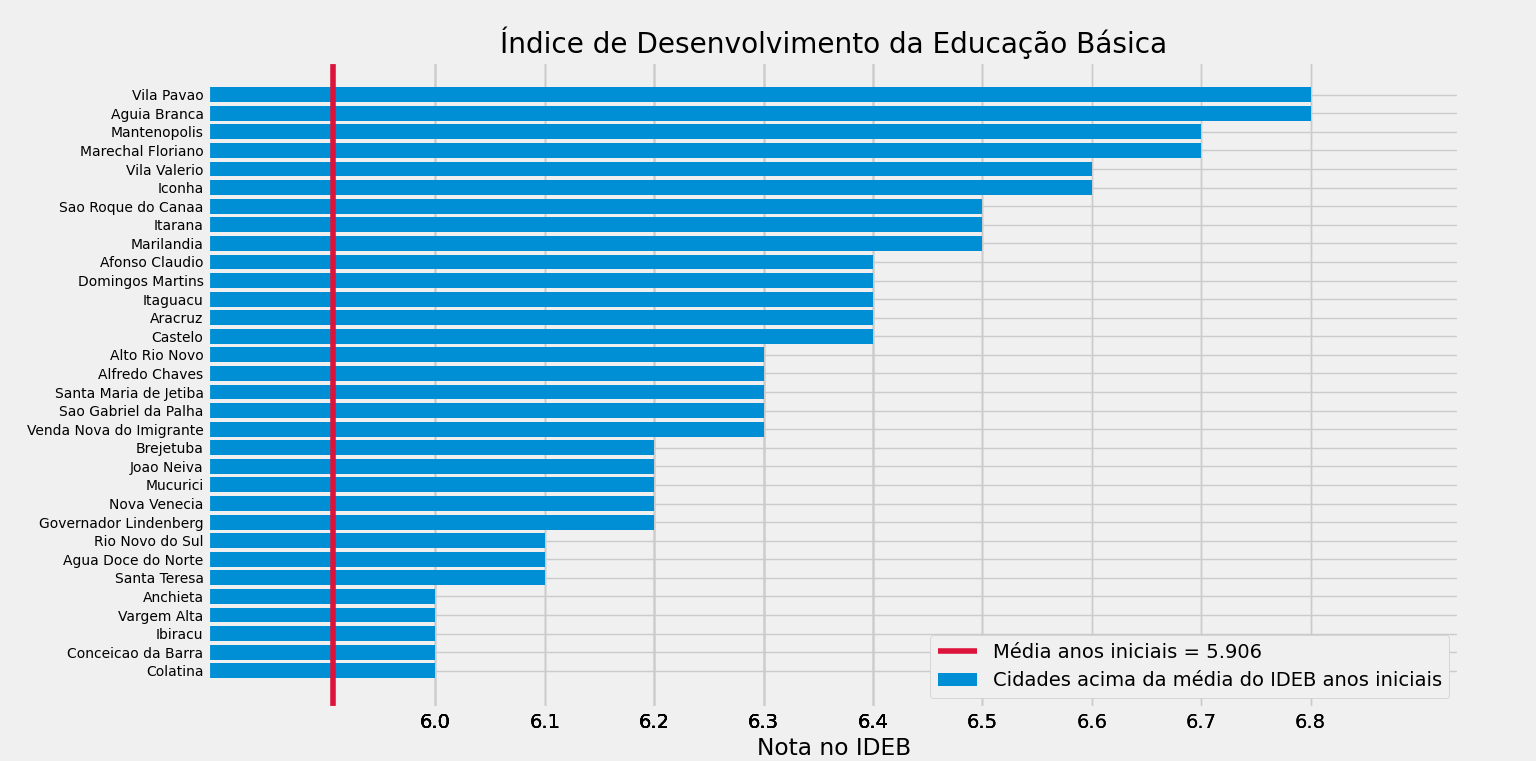 Índice de Desenvolvimento da Educação Básica
Vila Pavao
Aguia Branca
Mantenopolis
Marechal Floriano
Vila Valerio
Iconha
Sao Roque do Canaa
Itarana
Marilandia
Afonso Claudio
Domingos Martins
Itaguacu
Aracruz
Castelo
Alto Rio Novo
Alfredo Chaves
Santa Maria de Jetiba
Sao Gabriel da Palha
Venda Nova do Imigrante
Brejetuba
Joao Neiva
Mucurici
Nova Venecia
Governador Lindenberg
Rio Novo do Sul
Agua Doce do Norte
Santa Teresa
Anchieta
Vargem Alta
Ibiracu
Conceicao da Barra
Colatina
Média anos iniciais = 5.906
Cidades acima da média do IDEB anos iniciais
6.0 6.1 6.2 6.3 6.4 6.5 6.6 6.7 6.8
Nota no IDEB